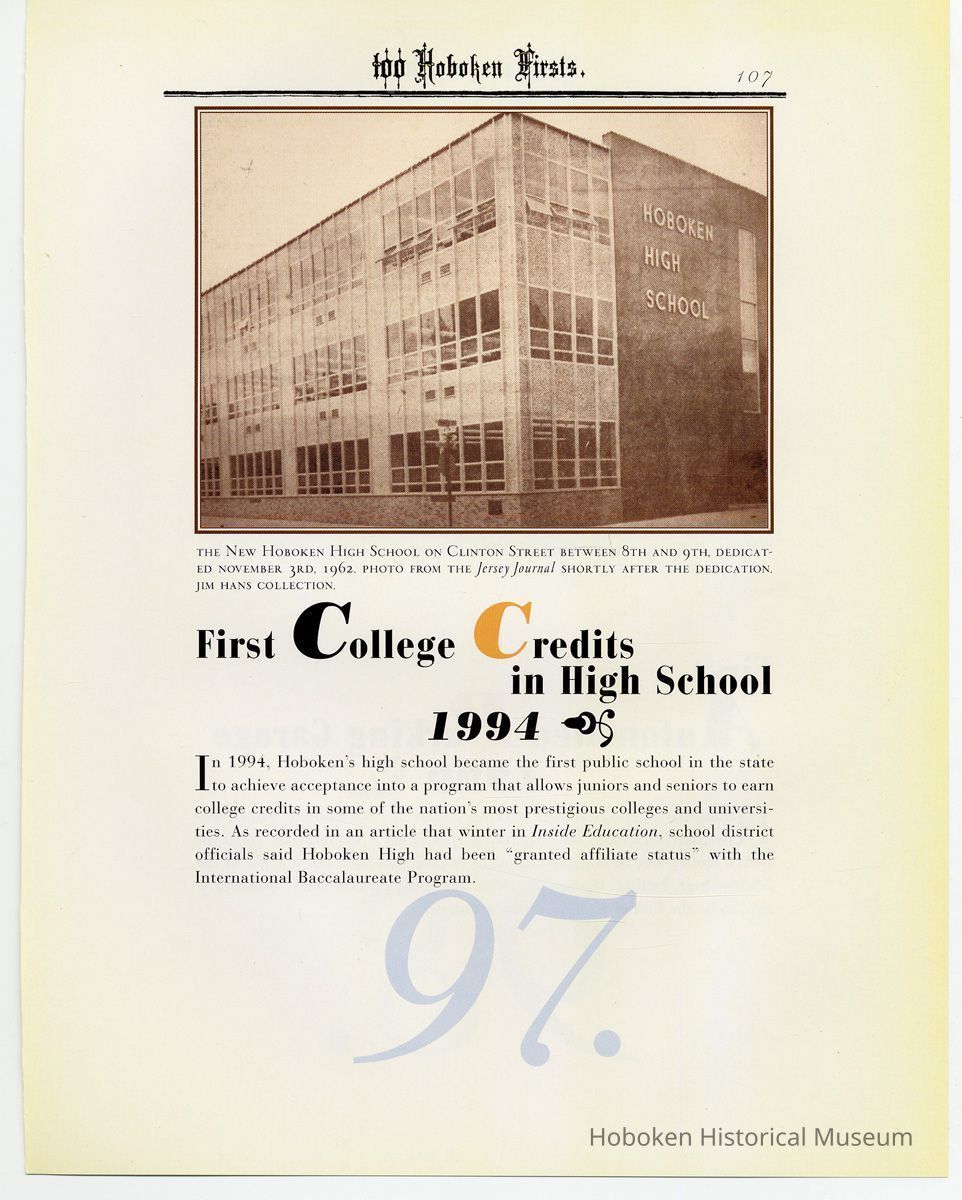 100 Hoboken Firsts.
107
HOBOKEN
HIGH
SCHOOL
THE NEW HOBOKEN HIGH SCHOOL ON CLINTON STREET BETWEEN 8TH AND 9TH, DEDICAT-
ED NOVEMBER 3RD, 1962. PHOTO FROM THE Jersey Journal SHORTLY AFTER THE DEDICATION.
JIM HANS COLLECTION.
First College Credits
in High School
1994
In 1994, Hoboken's high school became the first public school in the state
to achieve acceptance into a program that allows juniors and seniors to earn
college credits in some of the nation's most prestigious colleges and universi-
ties. As recorded in an article that winter in Inside Education, school district
officials said Hoboken High had been “granted affiliate status” with the
International Baccalaureate Program.
97.
Hoboken Historical Museum